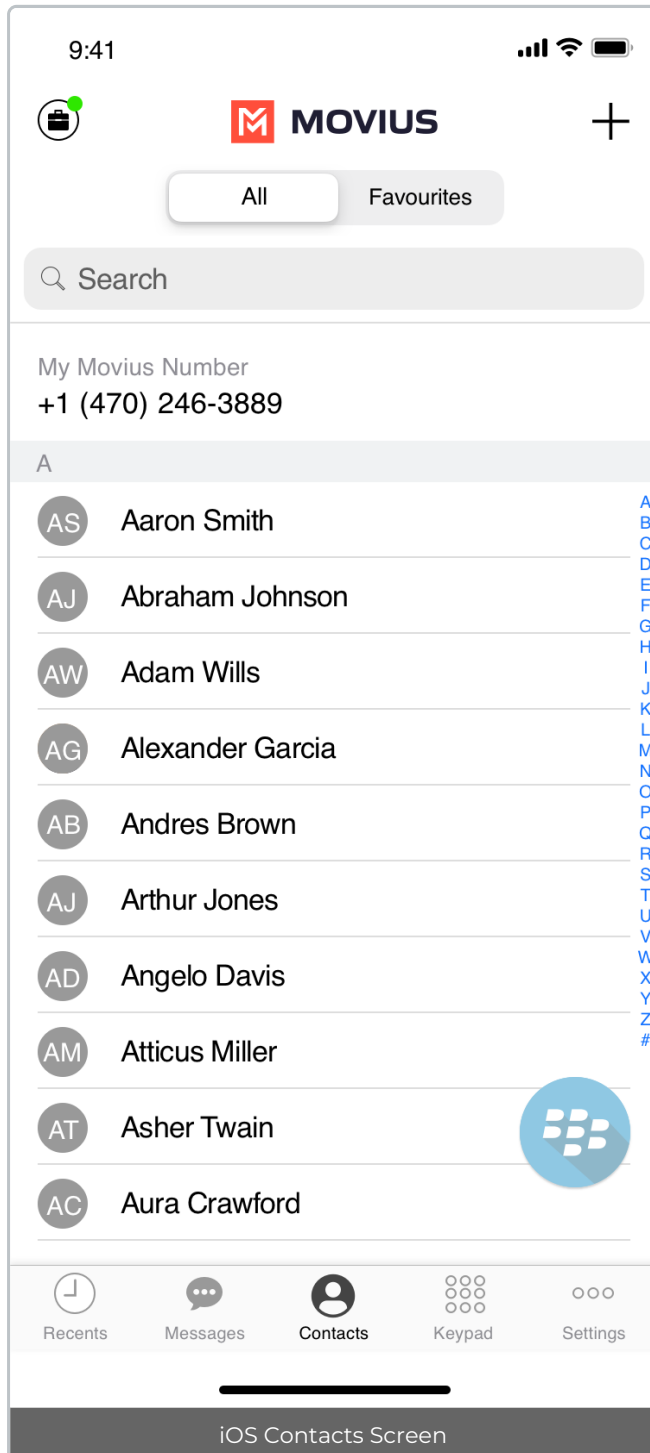 9:41
MOVIUS
All Favourites
Search
My Movius Number
+1 (470) 246-3889
A
AS Aaron Smith
AJ Abraham Johnson
AW Adam Wills
AG Alexander Garcia
AB Andres Brown
AJ Arthur Jones
AD Angelo Davis
AM Atticus Miller
AT Asher Twain
AC Aura Crawford
A
B
C
D
E
F
G
H
I
J
K
L
M
N
O
P
Q
R
S
T
U
V
W
X
Y
Z
#
Recents Messages Contacts Keypad Settings
iOS Contacts Screen